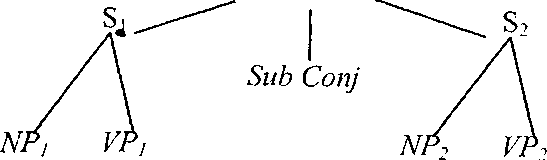 S₁ S₂
Sub Conj
NP₁ VP₁ NP₂ VP₂